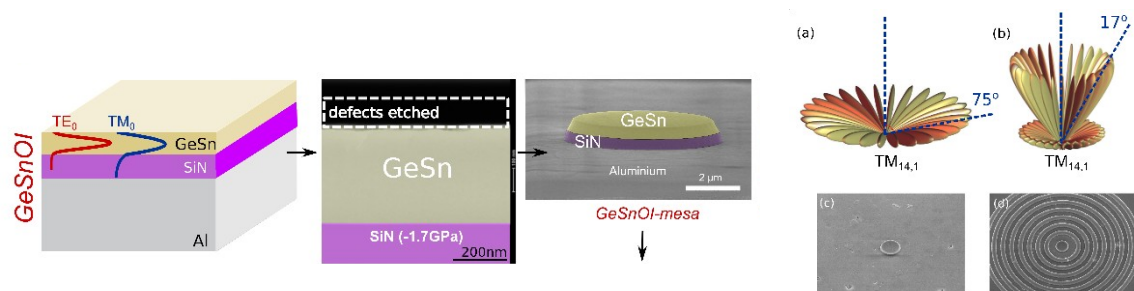 GeSnOI
TE0
TM0
GeSn
SiN
Al
defects etched
GeSn
SiN (-1.7GPa)
200nm
GeSn
SiN
Aluminium
2 μm
GeSnOI-mesa
(a)
75°
TM14,1
(b)
17°
TM14,1
(c)
(d)